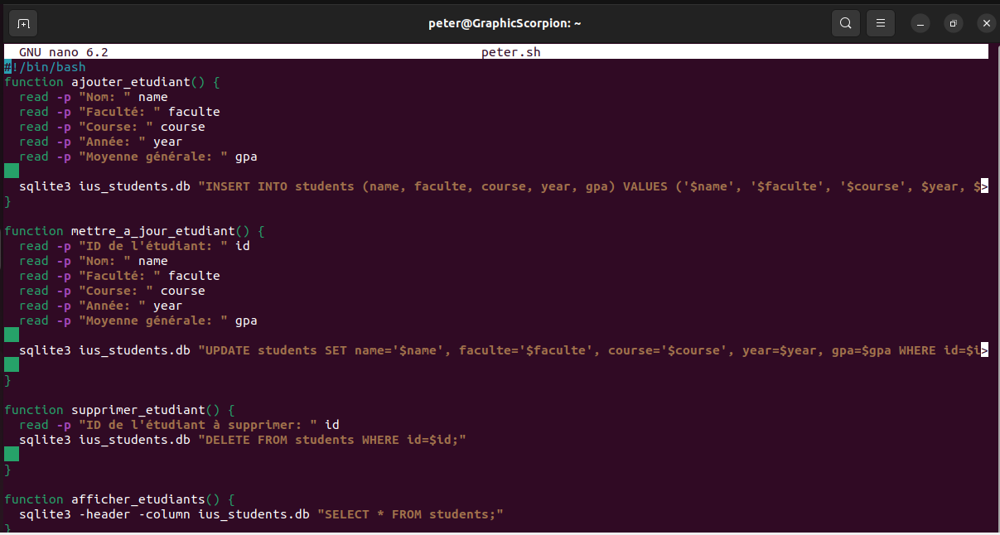 peter@GraphicScorpion: ~
GNU nano 6.2 peter.sh
#!/bin/bash
function ajouter_etudiant() {
  read -p "Nom: " name
  read -p "Faculté: " faculte
  read -p "Course: " course
  read -p "Année: " year
  read -p "Moyenne générale: " gpa
  sqlite3 ius_students.db "INSERT INTO students (name, faculte, course, year, gpa) VALUES ('$name', '$faculte', '$course', $year, $>
}
function mettre_a_jour_etudiant() {
  read -p "ID de l'étudiant: " id
  read -p "Nom: " name
  read -p "Faculté: " faculte
  read -p "Course: " course
  read -p "Année: " year
  read -p "Moyenne générale: " gpa
  sqlite3 ius_students.db "UPDATE students SET name='$name', faculte='$faculte', course='$course', year=$year, gpa=$gpa WHERE id=$i>
}
function supprimer_etudiant() {
  read -p "ID de l'étudiant à supprimer: " id
  sqlite3 ius_students.db "DELETE FROM students WHERE id=$id;"
}
function afficher_etudiants() {
  sqlite3 -header -column ius_students.db "SELECT * FROM students;"
}